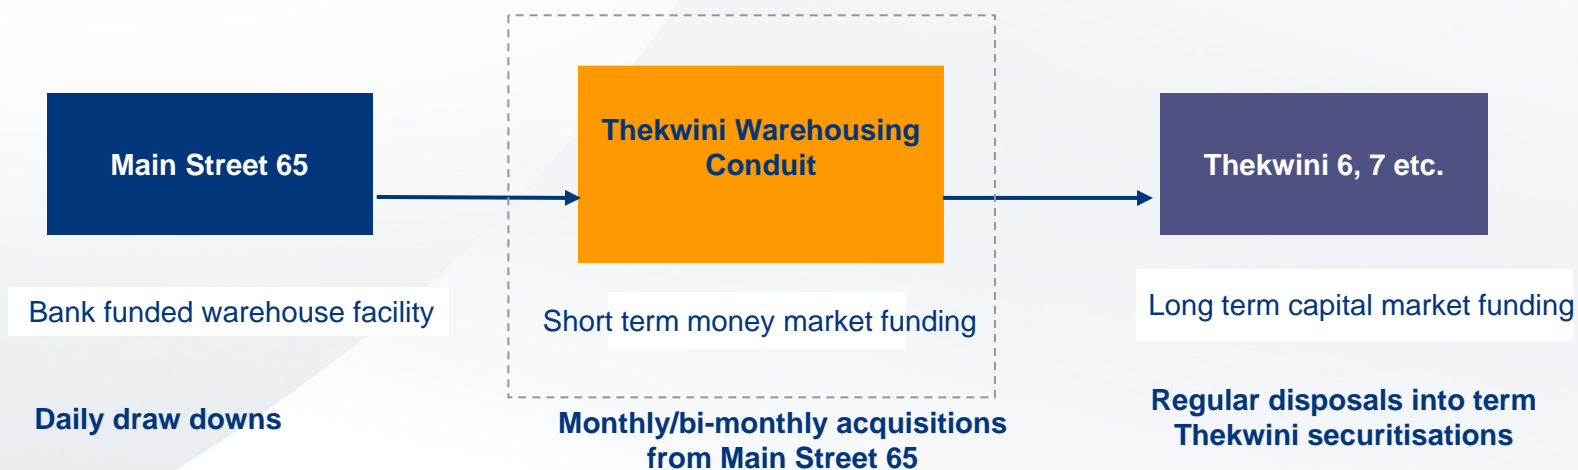 Main Street 65
Thekwini Warehousing
Conduit
Thekwini 6, 7 etc.
Bank funded warehouse facility
Short term money market funding
Long term capital market funding
Daily draw downs
Monthly/bi-monthly acquisitions
from Main Street 65
Regular disposals into term
Thekwini securitisations